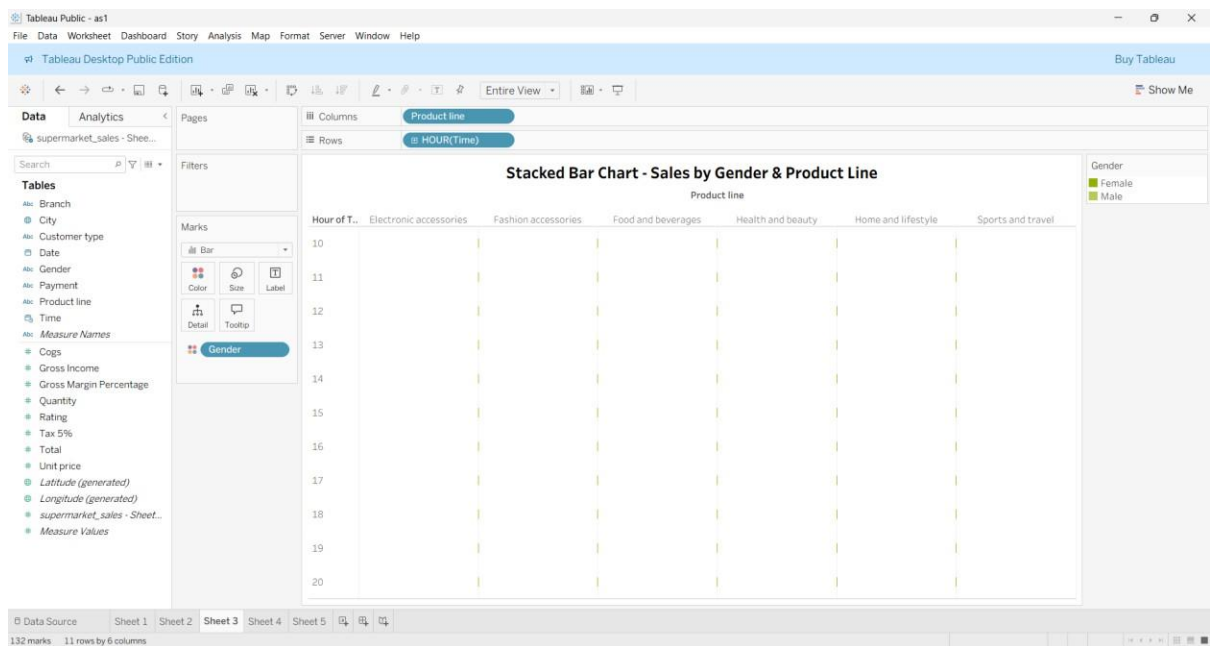 Tableau Public - as1
File Data Worksheet Dashboard Story Analysis Map Format Server Window Help
Tableau Desktop Public Edition
Buy Tableau
Entire View
Show Me
Data Analytics
supermarket_sales - Shee...
Search
Tables
Abc Branch
City
Abc Customer type
Date
Abc Gender
Abc Payment
Abc Product line
Time
Abc Measure Names
# Cogs
# Gross Income
# Gross Margin Percentage
# Quantity
# Rating
# Tax 5%
# Total
# Unit price
Latitude (generated)
Longitude (generated)
# supermarket_sales - Sheet...
# Measure Values
Pages
Filters
Marks
Bar
Color Size Label
Detail Tooltip
Gender
Columns Product line
Rows HOUR(Time)
Stacked Bar Chart - Sales by Gender & Product Line
Product line
Hour of T.. Electronic accessories Fashion accessories Food and beverages Health and beauty Home and lifestyle Sports and travel
10
11
12
13
14
15
16
17
18
19
20
Gender
Female
Male
Data Source Sheet 1 Sheet 2 Sheet 3 Sheet 4 Sheet 5
132 marks 11 rows by 6 columns